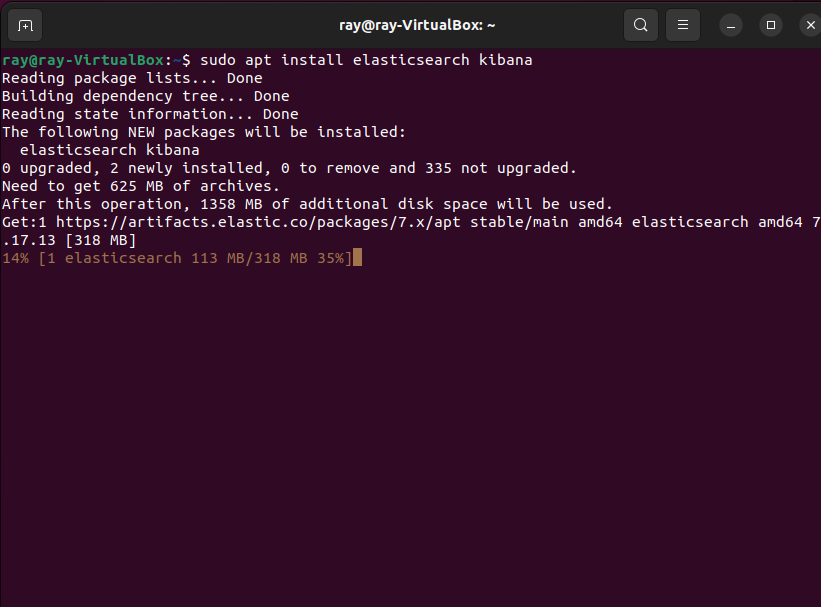 ray@ray-VirtualBox: ~
ray@ray-VirtualBox:~$ sudo apt install elasticsearch kibana
Reading package lists... Done
Building dependency tree... Done
Reading state information... Done
The following NEW packages will be installed:
  elasticsearch kibana
0 upgraded, 2 newly installed, 0 to remove and 335 not upgraded.
Need to get 625 MB of archives.
After this operation, 1358 MB of additional disk space will be used.
Get:1 https://artifacts.elastic.co/packages/7.x/apt stable/main amd64 elasticsearch amd64 7
.17.13 [318 MB]
14% [1 elasticsearch 113 MB/318 MB 35%]